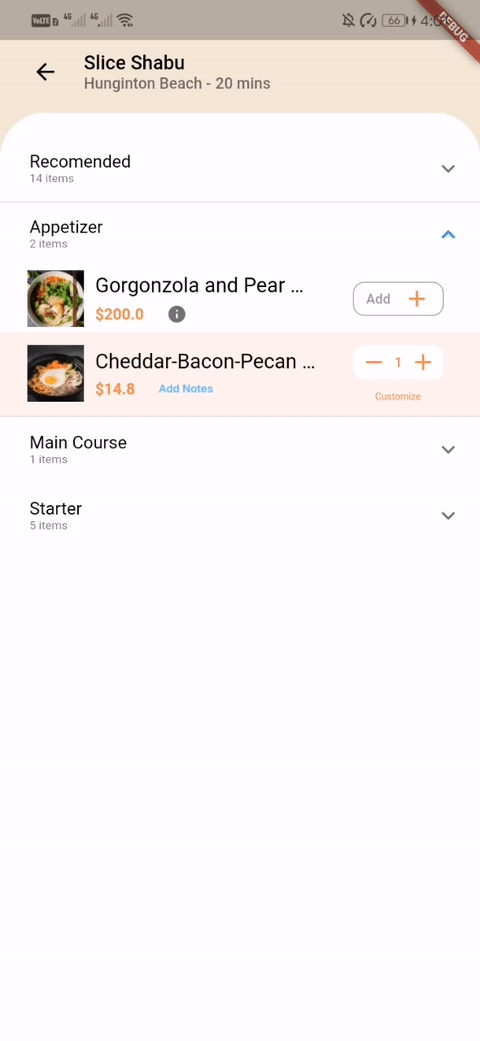 VoLTE 2 4G 4G 66 4:0
DEBUG
Slice Shabu
Hunginton Beach - 20 mins
Recomended
14 items
Appetizer
2 items
Gorgonzola and Pear ...
Add
$200.0
Cheddar-Bacon-Pecan ...
1
$14.8
Add Notes
Customize
Main Course
1 items
Starter
5 items